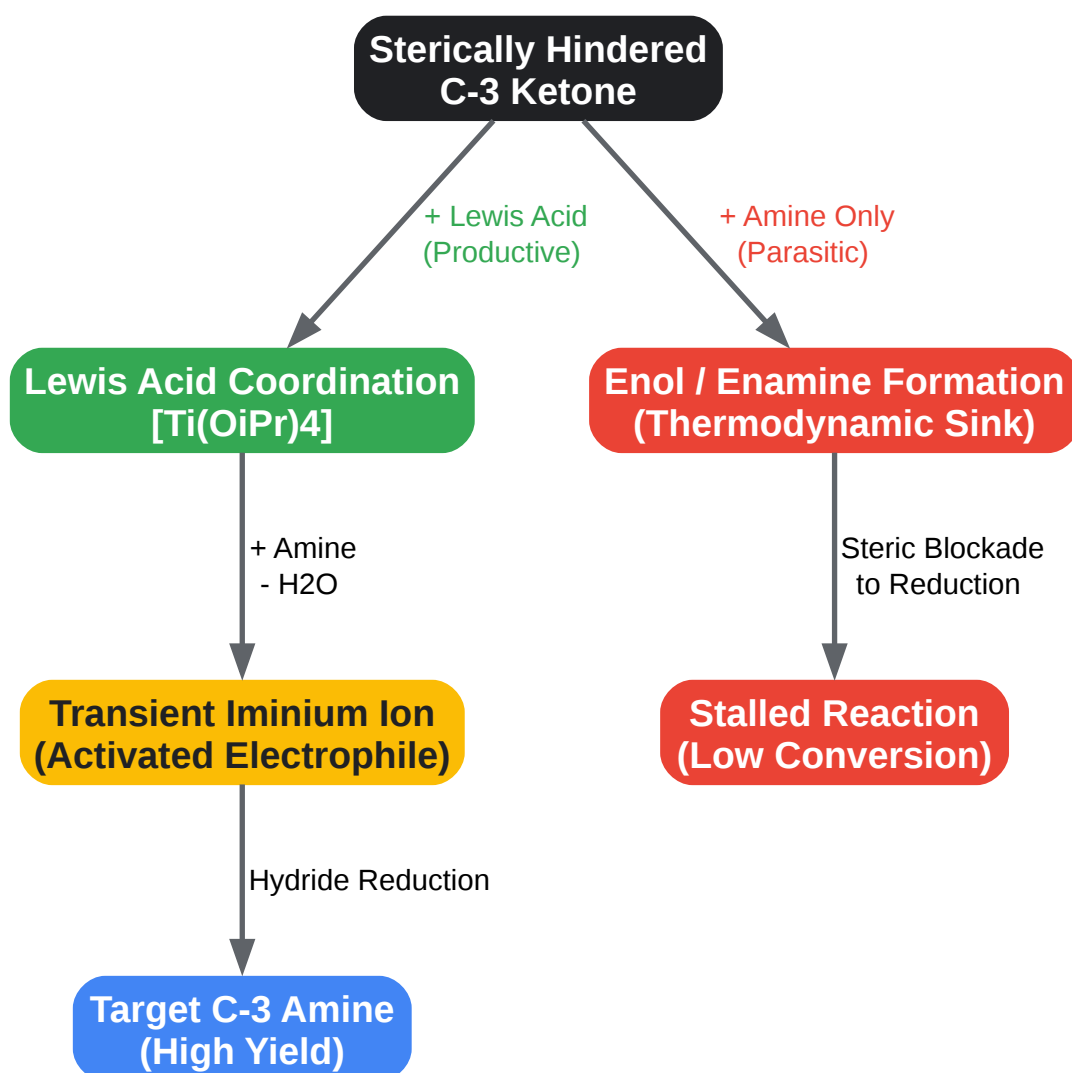 Sterically Hindered
C-3 Ketone
+ Lewis Acid
(Productive)
+ Amine Only
(Parasitic)
Lewis Acid Coordination
[Ti(OiPr)4]
Enol / Enamine Formation
(Thermodynamic Sink)
+ Amine
- H2O
Steric Blockade
to Reduction
Transient Iminium Ion
(Activated Electrophile)
Stalled Reaction
(Low Conversion)
Hydride Reduction
Target C-3 Amine
(High Yield)